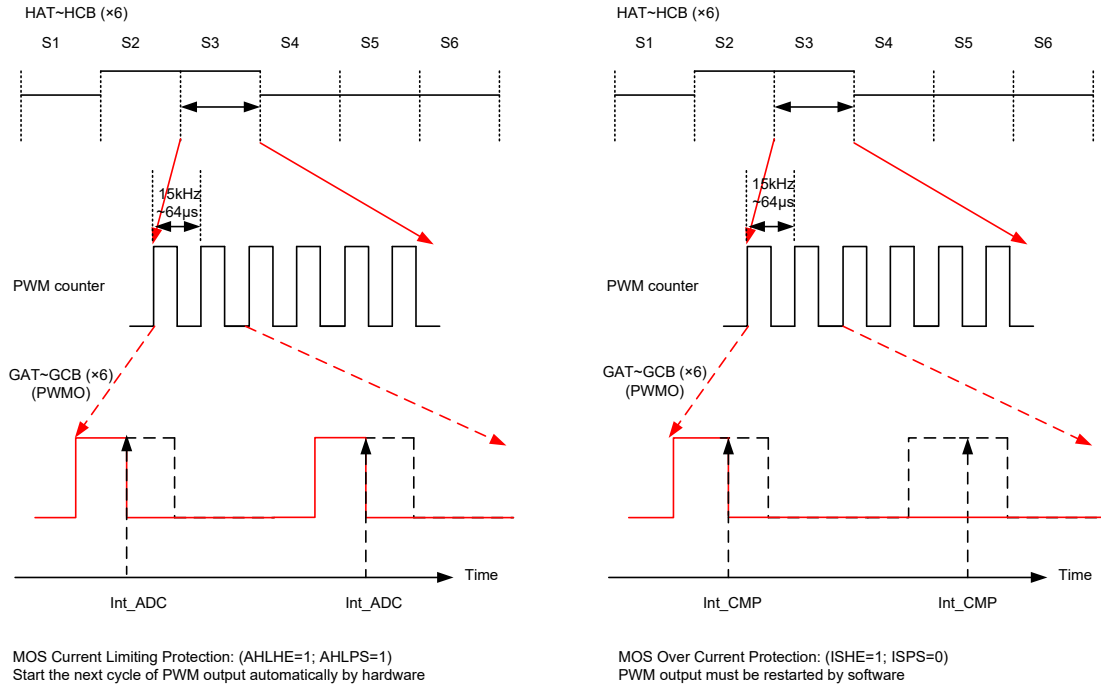 HAT~HCB (×6)
S1 S2 S3 S4 S5 S6
15kHz
~64μs
PWM counter
GAT~GCB (×6)
(PWMO)
Time
Int_ADC Int_ADC
MOS Current Limiting Protection: (AHLHE=1; AHLPS=1)
Start the next cycle of PWM output automatically by hardware
HAT~HCB (×6)
S1 S2 S3 S4 S5 S6
15kHz
~64μs
PWM counter
GAT~GCB (×6)
(PWMO)
Time
Int_CMP Int_CMP
MOS Over Current Protection: (ISHE=1; ISPS=0)
PWM output must be restarted by software